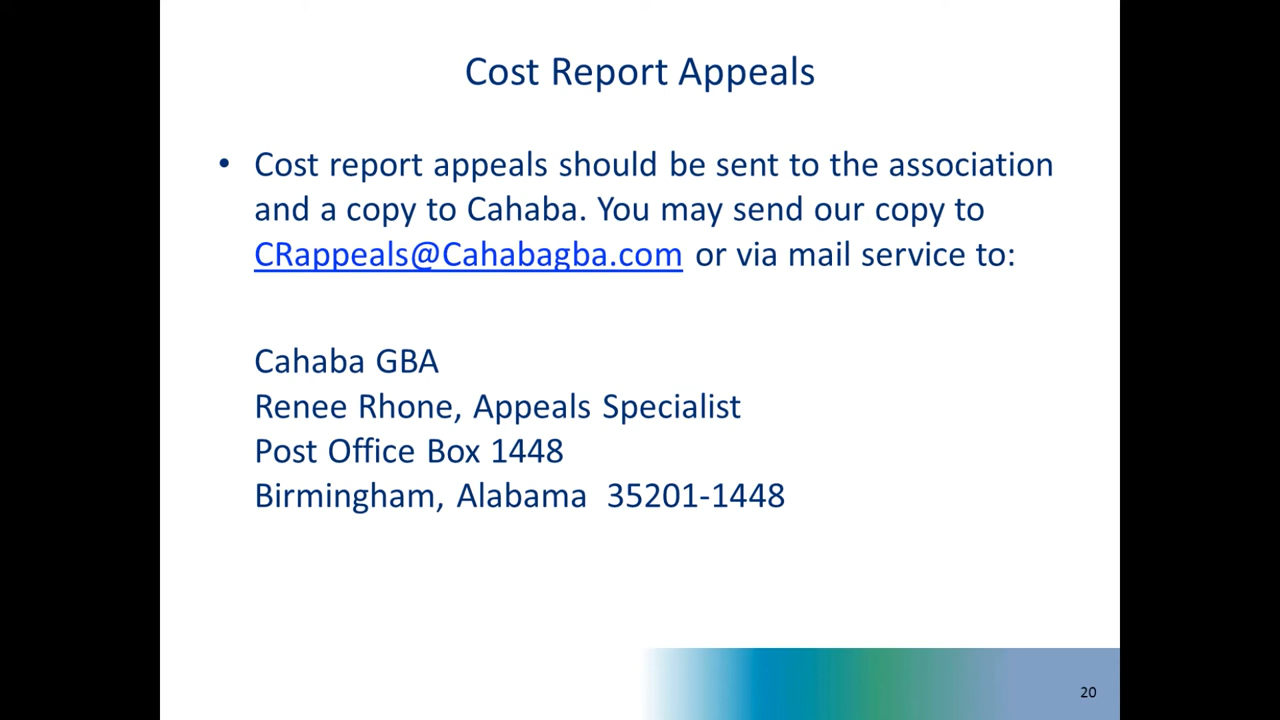 Cost Report Appeals
• Cost report appeals should be sent to the association
and a copy to Cahaba. You may send our copy to
CRappeals@Cahabagba.com or via mail service to:
Cahaba GBA
Renee Rhone, Appeals Specialist
Post Office Box 1448
Birmingham, Alabama  35201-1448
20